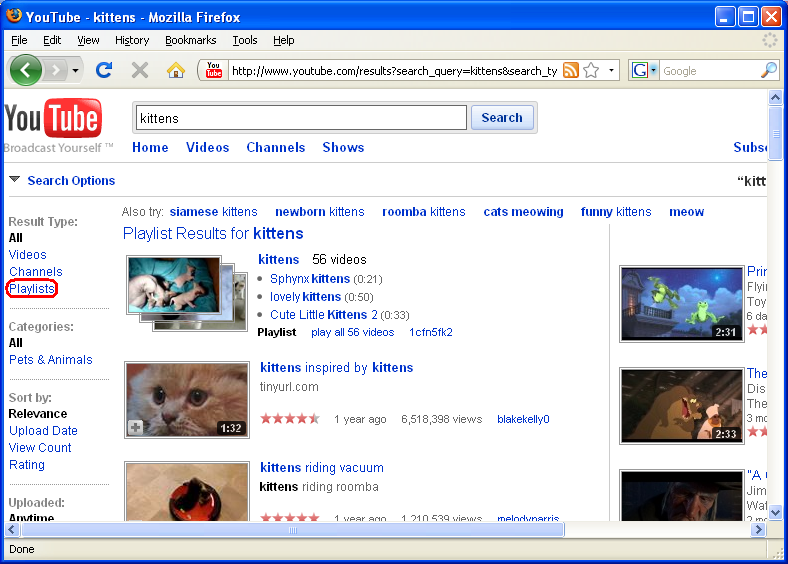 YouTube - kittens - Mozilla Firefox
File Edit View History Bookmarks Tools Help
You Tube http://www.youtube.com/results?search_query=kittens&search_ty G Google
YouTube
Broadcast Yourself ™
kittens Search
Home Videos Channels Shows Subsc
Search Options "kitt
Also try: siamese kittens newborn kittens roomba kittens cats meowing funny kittens meow
Result Type:
All
Videos
Channels
Playlists
Categories:
All
Pets & Animals
Sort by:
Relevance
Upload Date
View Count
Rating
Uploaded:
Anytime
Playlist Results for kittens
kittens 56 videos
Sphynx kittens (0:21)
lovely kittens (0:50)
Cute Little Kittens 2 (0:33)
Playlist play all 56 videos 1cfn5fk2
1:32
kittens inspired by kittens
tinyurl.com
1 year ago 6,518,398 views blakekelly0
kittens riding vacuum
kittens riding roomba
1 year ago 1,210,539 views melodyparris
2:31
Prin
Flyin
Toy
6 da
2:33
The
Dis
The
3 mo
"A C
Jim
Walt
2 mo
Done